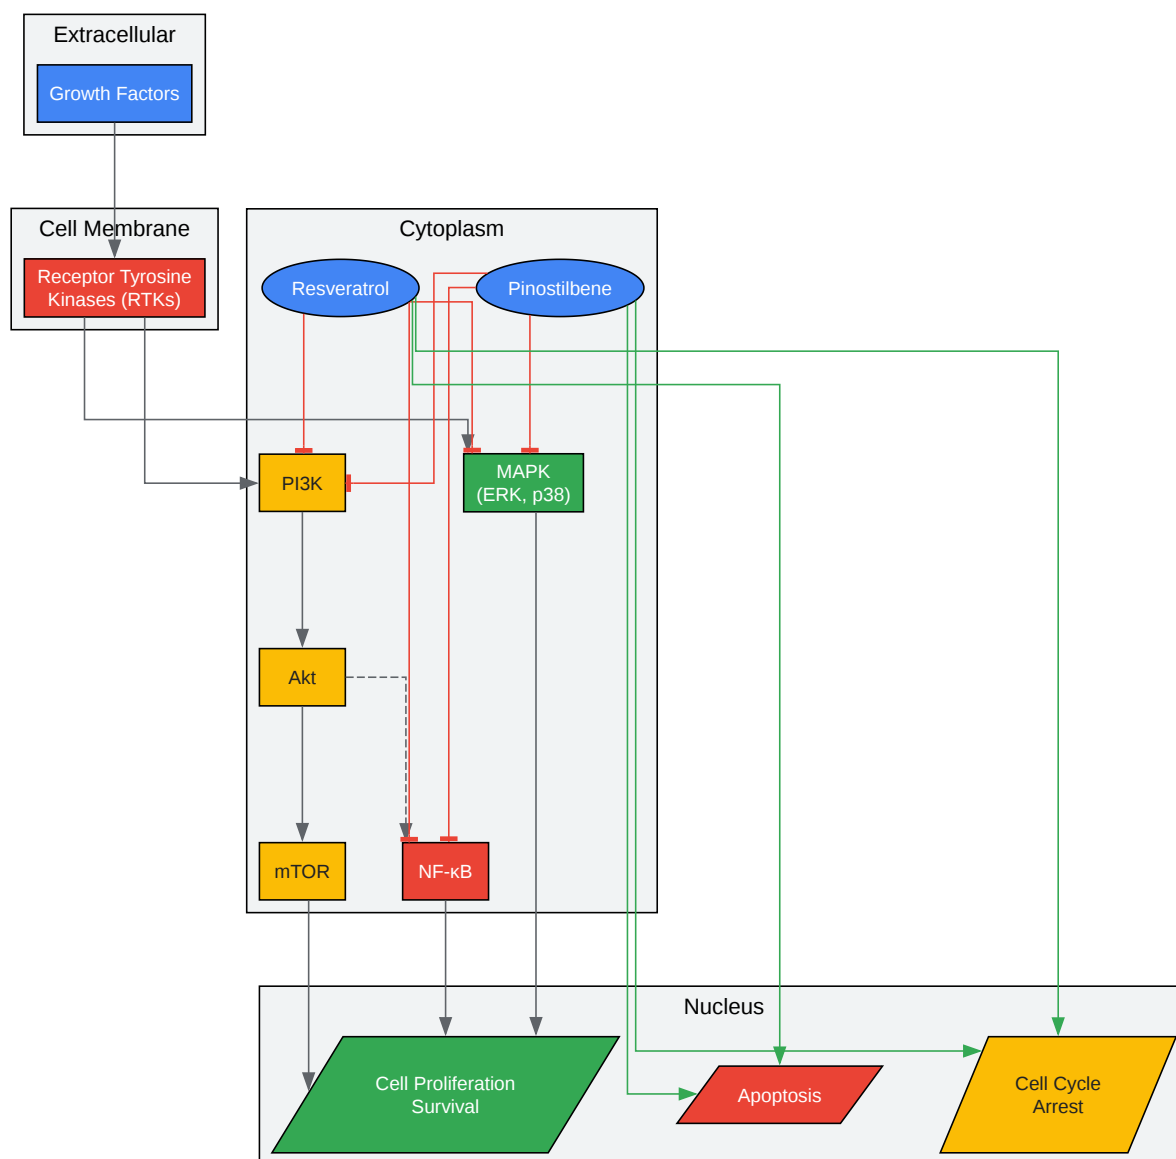 Extracellular
Growth Factors
Cell Membrane
Receptor Tyrosine
Kinases (RTKs)
Cytoplasm
Resveratrol
Pinostilbene
PI3K
MAPK
(ERK, p38)
Akt
mTOR
NF-κB
Nucleus
Cell Proliferation
Survival
Apoptosis
Cell Cycle
Arrest